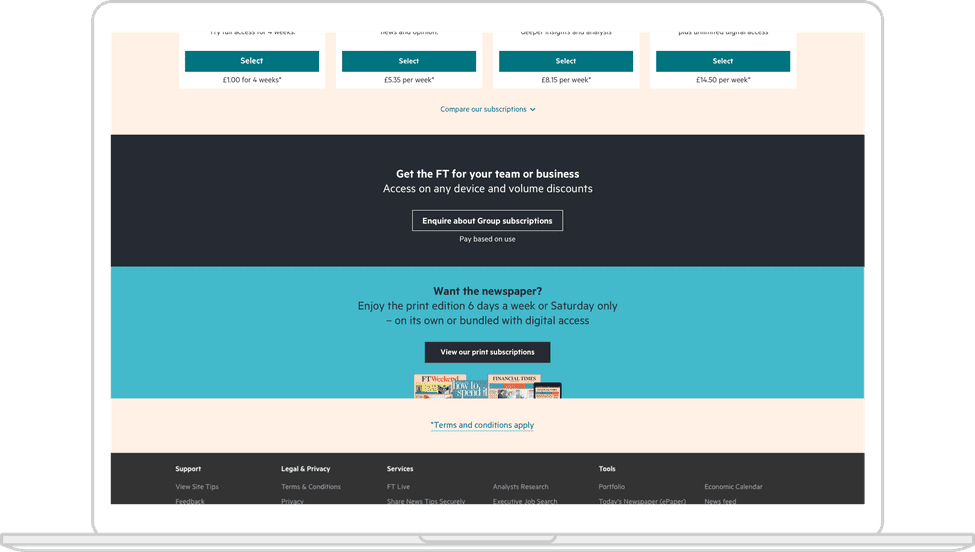 Try full access for 4 weeks.
news and opinion.
deeper insights and analysis
plus unlimited digital access
Select
Select
Select
Select
£1.00 for 4 weeks*
£5.35 per week*
£8.15 per week*
£14.50 per week*
Compare our subscriptions
Get the FT for your team or business
Access on any device and volume discounts
Enquire about Group subscriptions
Pay based on use
Want the newspaper?
Enjoy the print edition 6 days a week or Saturday only
– on its own or bundled with digital access
View our print subscriptions
FTWeekend
how to
spend it
FINANCIAL TIMES
*Terms and conditions apply
Support
Legal & Privacy
Services
Tools
View Site Tips
Terms & Conditions
FT Live
Analysts Research
Portfolio
Economic Calendar
Feedback
Privacy
Share News Tips Securely
Executive Job Search
Today's Newspaper (ePaper)
News feed